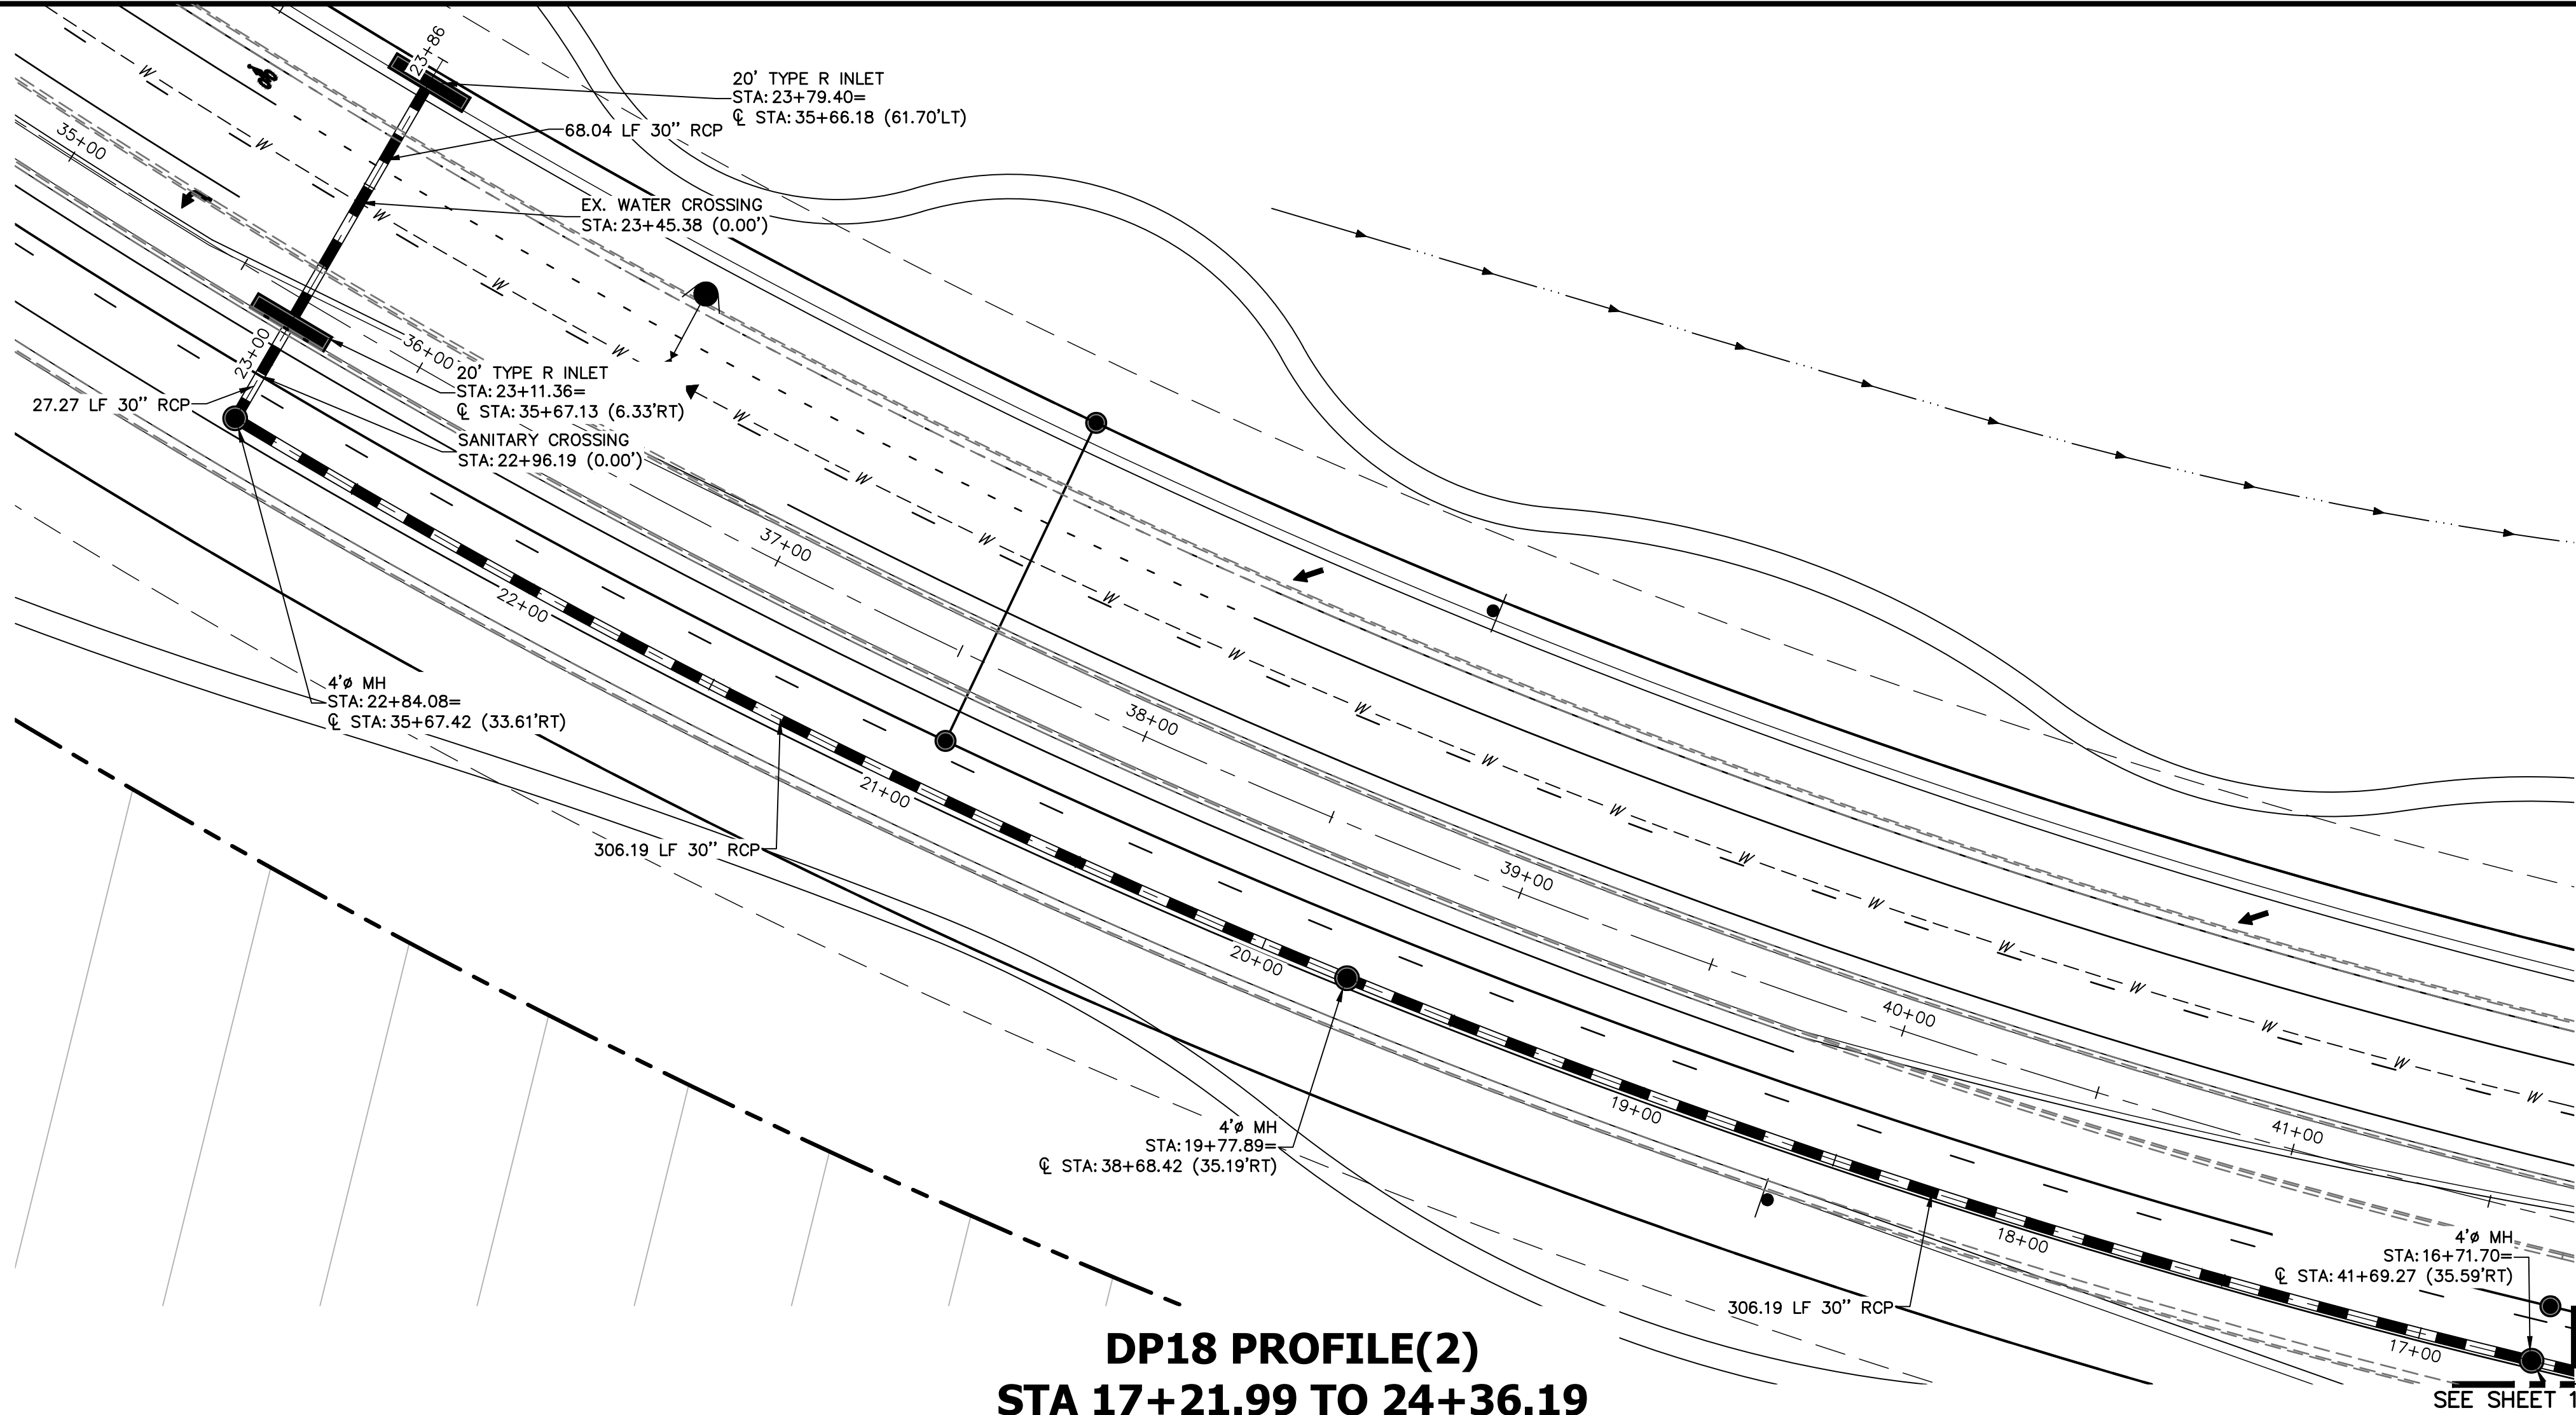 23+86
20' TYPE R INLET
STA: 23+79.40=
℄ STA: 35+66.18 (61.70'LT)
68.04 LF 30" RCP
W
W
35+00
EX. WATER CROSSING
STA: 23+45.38 (0.00')
W
W
W
23+00
36+00
20' TYPE R INLET
STA: 23+11.36=
℄ STA: 35+67.13 (6.33'RT)
27.27 LF 30" RCP
SANITARY CROSSING
STA: 22+96.19 (0.00')
W
W
W
37+00
22+00
W
W
4'ø MH
STA: 22+84.08=
℄ STA: 35+67.42 (33.61'RT)
38+00
W
W
21+00
306.19 LF 30" RCP
W
W
39+00
W
20+00
W
W
40+00
W
W
W
19+00
4'ø MH
STA: 19+77.89=
℄ STA: 38+68.42 (35.19'RT)
41+00
18+00
4'ø MH
STA: 16+71.70=
℄ STA: 41+69.27 (35.59'RT)
306.19 LF 30" RCP
17+00
DP18 PROFILE(2)
STA 17+21.99 TO 24+36.19
SEE SHEET 1